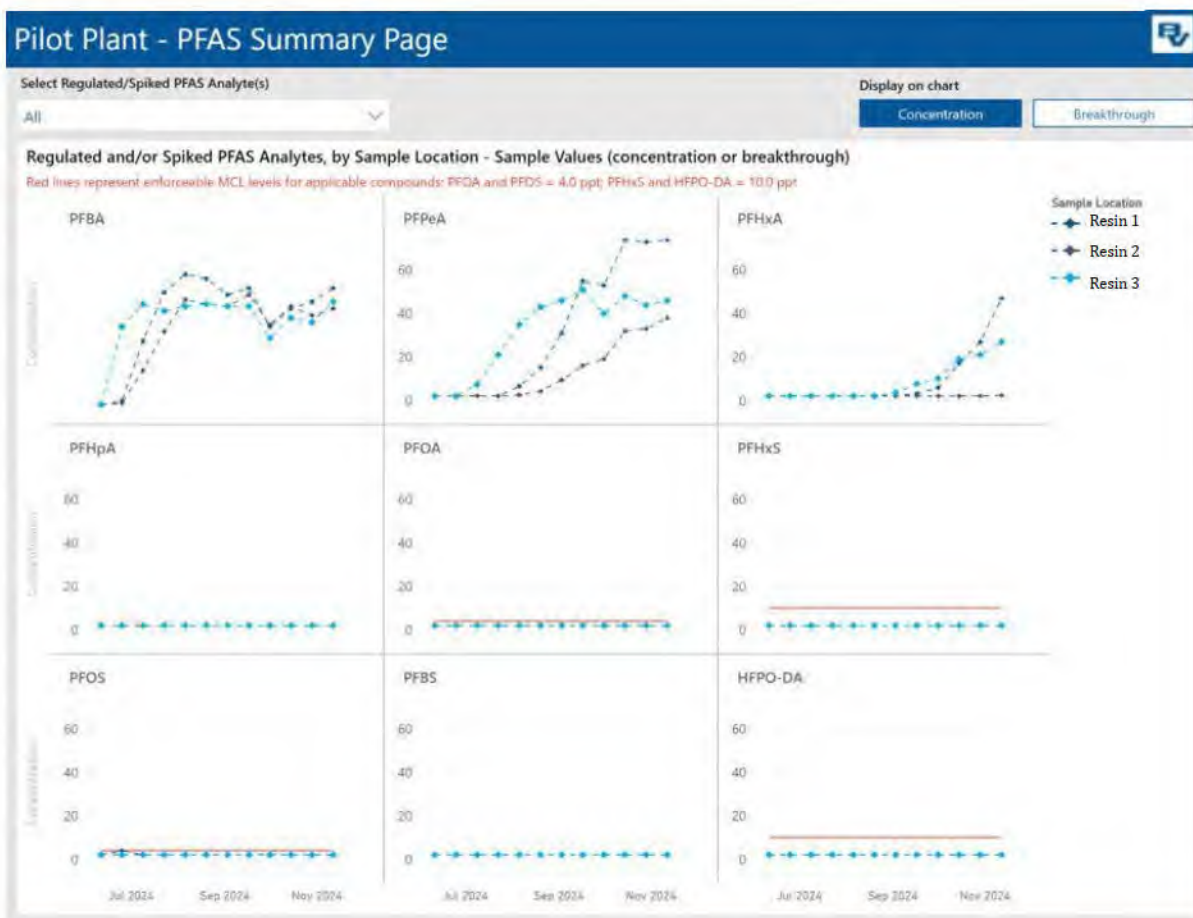 Pilot Plant - PFAS Summary Page
Select Regulated/Spiked PFAS Analyte(s)
Display on chart
All
Concentration
Breakthrough
Regulated and/or Spiked PFAS Analytes, by Sample Location - Sample Values (concentration or breakthrough)
Red lines represent enforceable MCL levels for applicable compounds: PFOA and PFOS = 4.0 ppt; PFHxS and HFPO-DA = 10.0 ppt
Sample Location
Resin 1
Resin 2
Resin 3
PFBA
PFPeA
PFHxA
Concentration
60
60
40
40
20
20
0
0
PFHpA
PFOA
PFHxS
Concentration
60
60
60
40
40
40
20
20
20
0
0
0
PFOS
PFBS
HFPO-DA
Concentration
60
60
60
40
40
40
20
20
20
0
0
0
Jul 2024
Sep 2024
Nov 2024
Jul 2024
Sep 2024
Nov 2024
Jul 2024
Sep 2024
Nov 2024